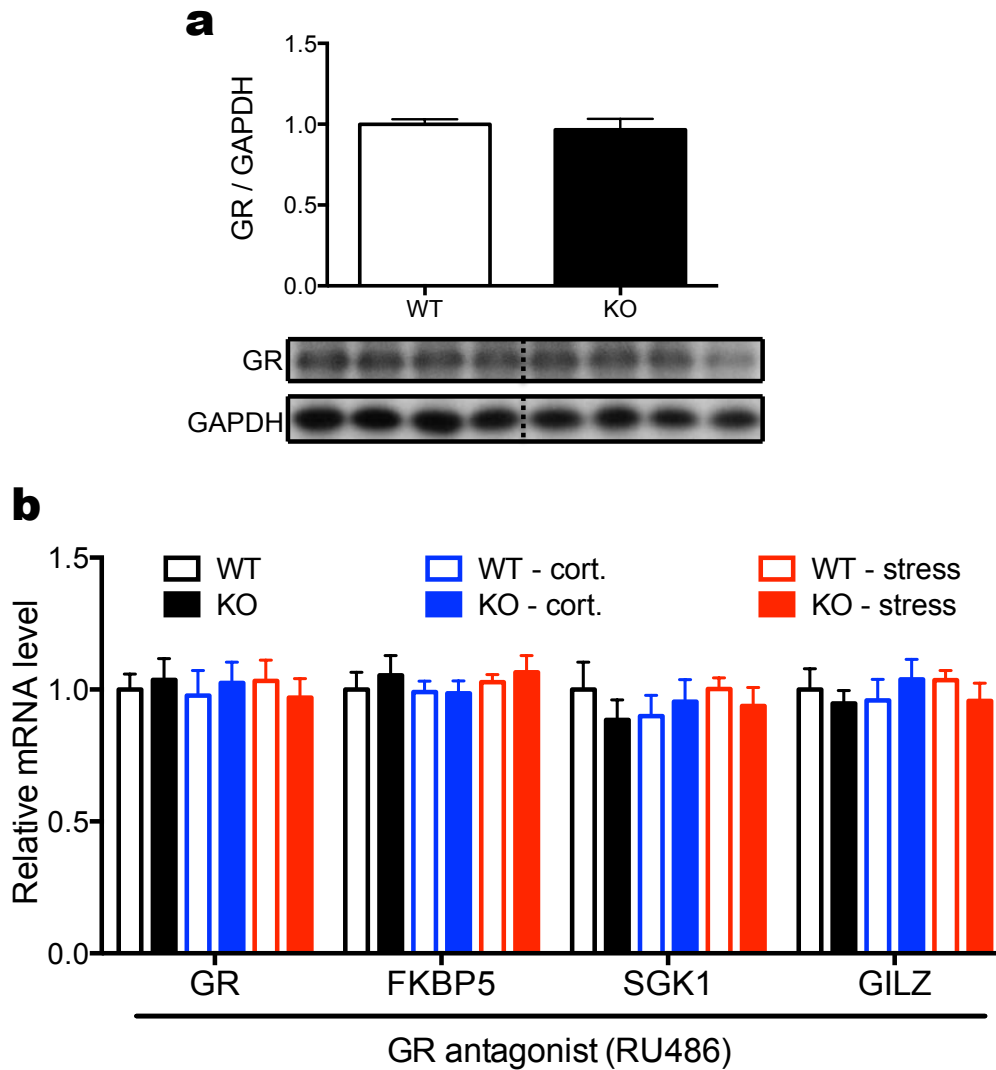 a
GR / GAPDH
1.5
1.0
0.5
0.0
WT KO
GR
GAPDH
b
Relative mRNA level
1.5
1.0
0.5
0.0
WT WT - cort. WT - stress
KO KO - cort. KO - stress
GR FKBP5 SGK1 GILZ
GR antagonist (RU486)